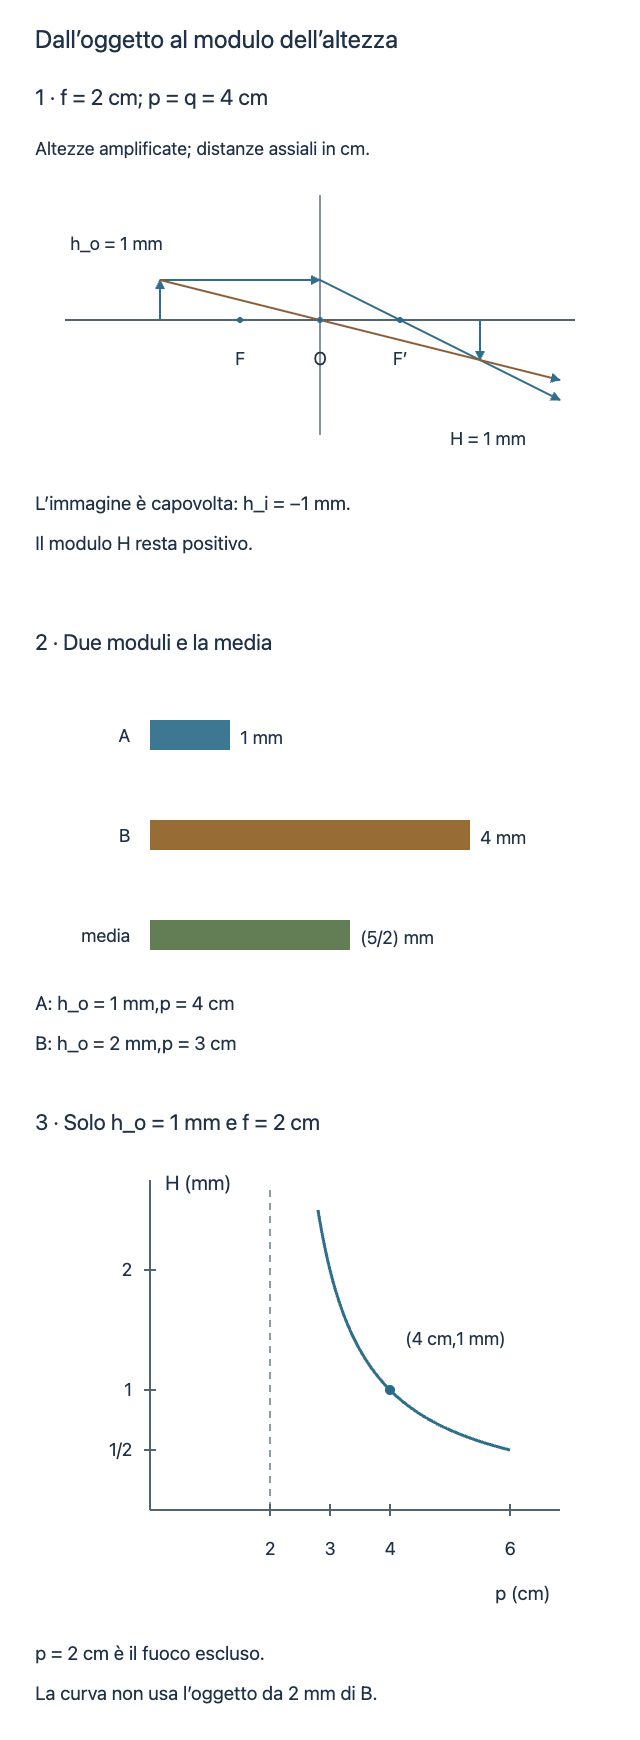 Dall’oggetto al modulo dell’altezza
1 · f = 2 cm; p = q = 4 cm
Altezze amplificate; distanze assiali in cm.
h_o = 1 mm
F
O
F′
H = 1 mm
L’immagine è capovolta: h_i = −1 mm.
Il modulo H resta positivo.
2 · Due moduli e la media
A
1 mm
B
4 mm
media
(5/2) mm
A: h_o = 1 mm,p = 4 cm
B: h_o = 2 mm,p = 3 cm
3 · Solo h_o = 1 mm e f = 2 cm
H (mm)
2
(4 cm,1 mm)
1
1/2
2
3
4
6
p (cm)
p = 2 cm è il fuoco escluso.
La curva non usa l’oggetto da 2 mm di B.